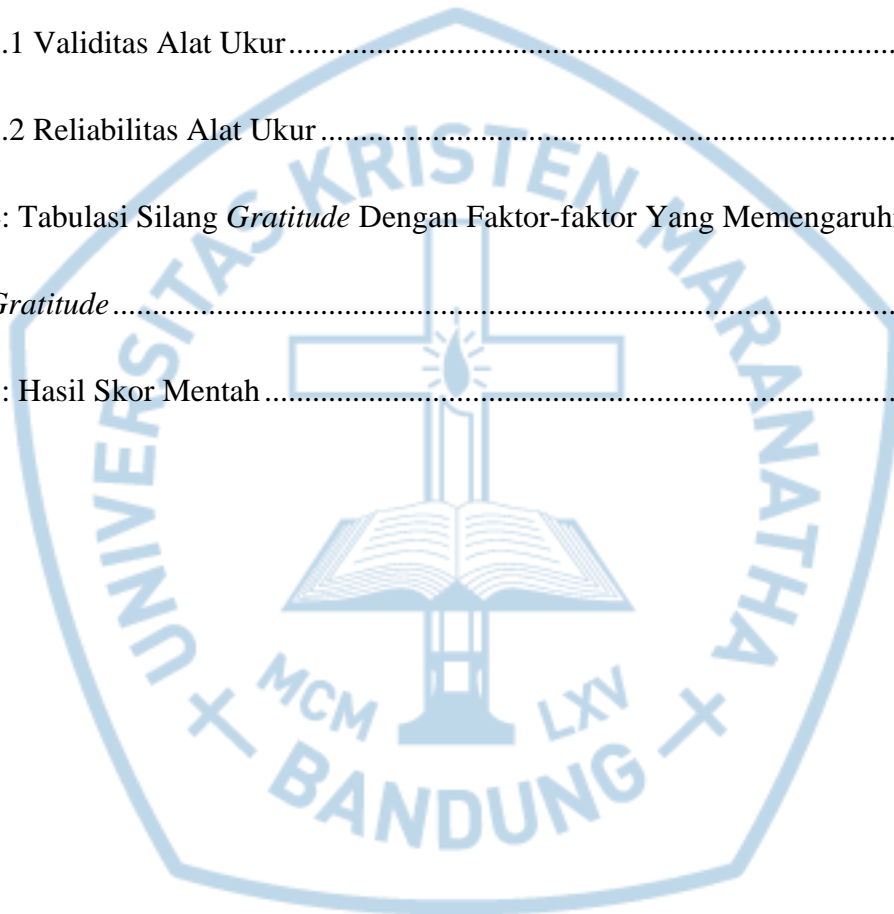 .1 Validitas Alat Ukur
.2 Reliabilitas Alat Ukur
: Tabulasi Silang Gratitude Dengan Faktor-faktor Yang Memengaruhi
Gratitude
: Hasil Skor Mentah
UNIVERSITAS KRISTEN MARANATHA
MCM LXV
BANDUNG